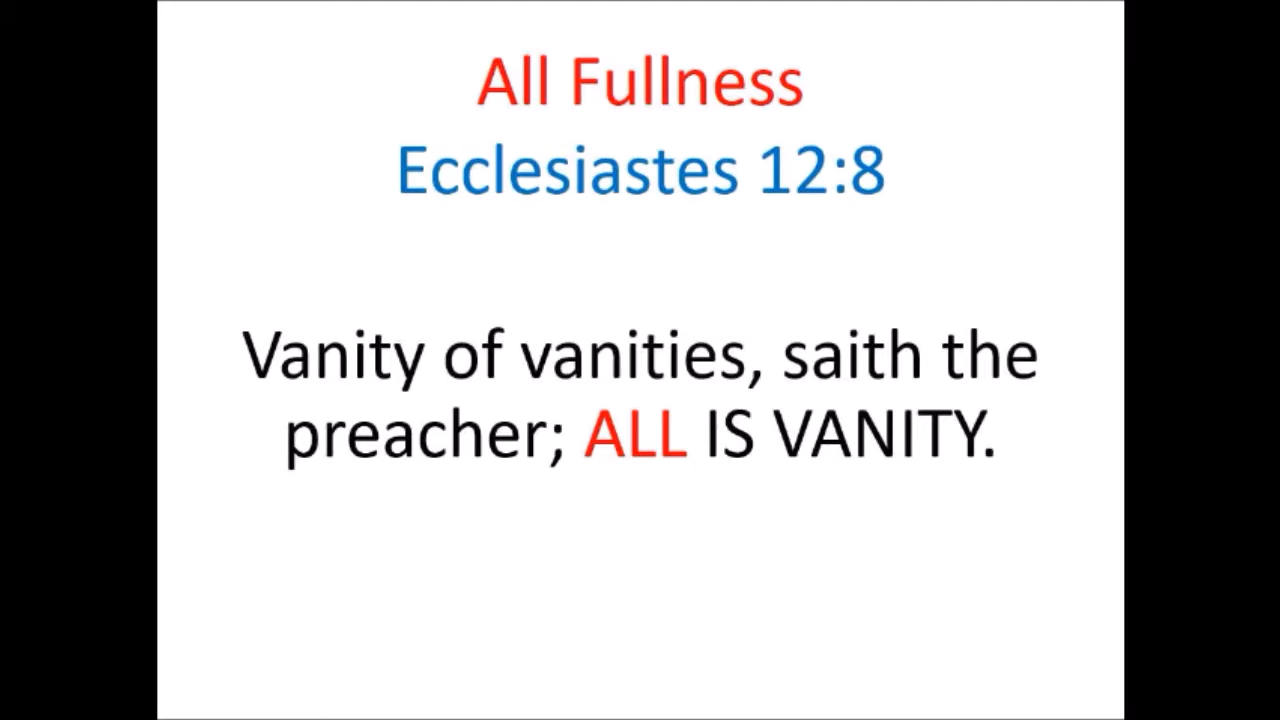 All Fullness
Ecclesiastes 12:8
Vanity of vanities, saith the
preacher; ALL IS VANITY.